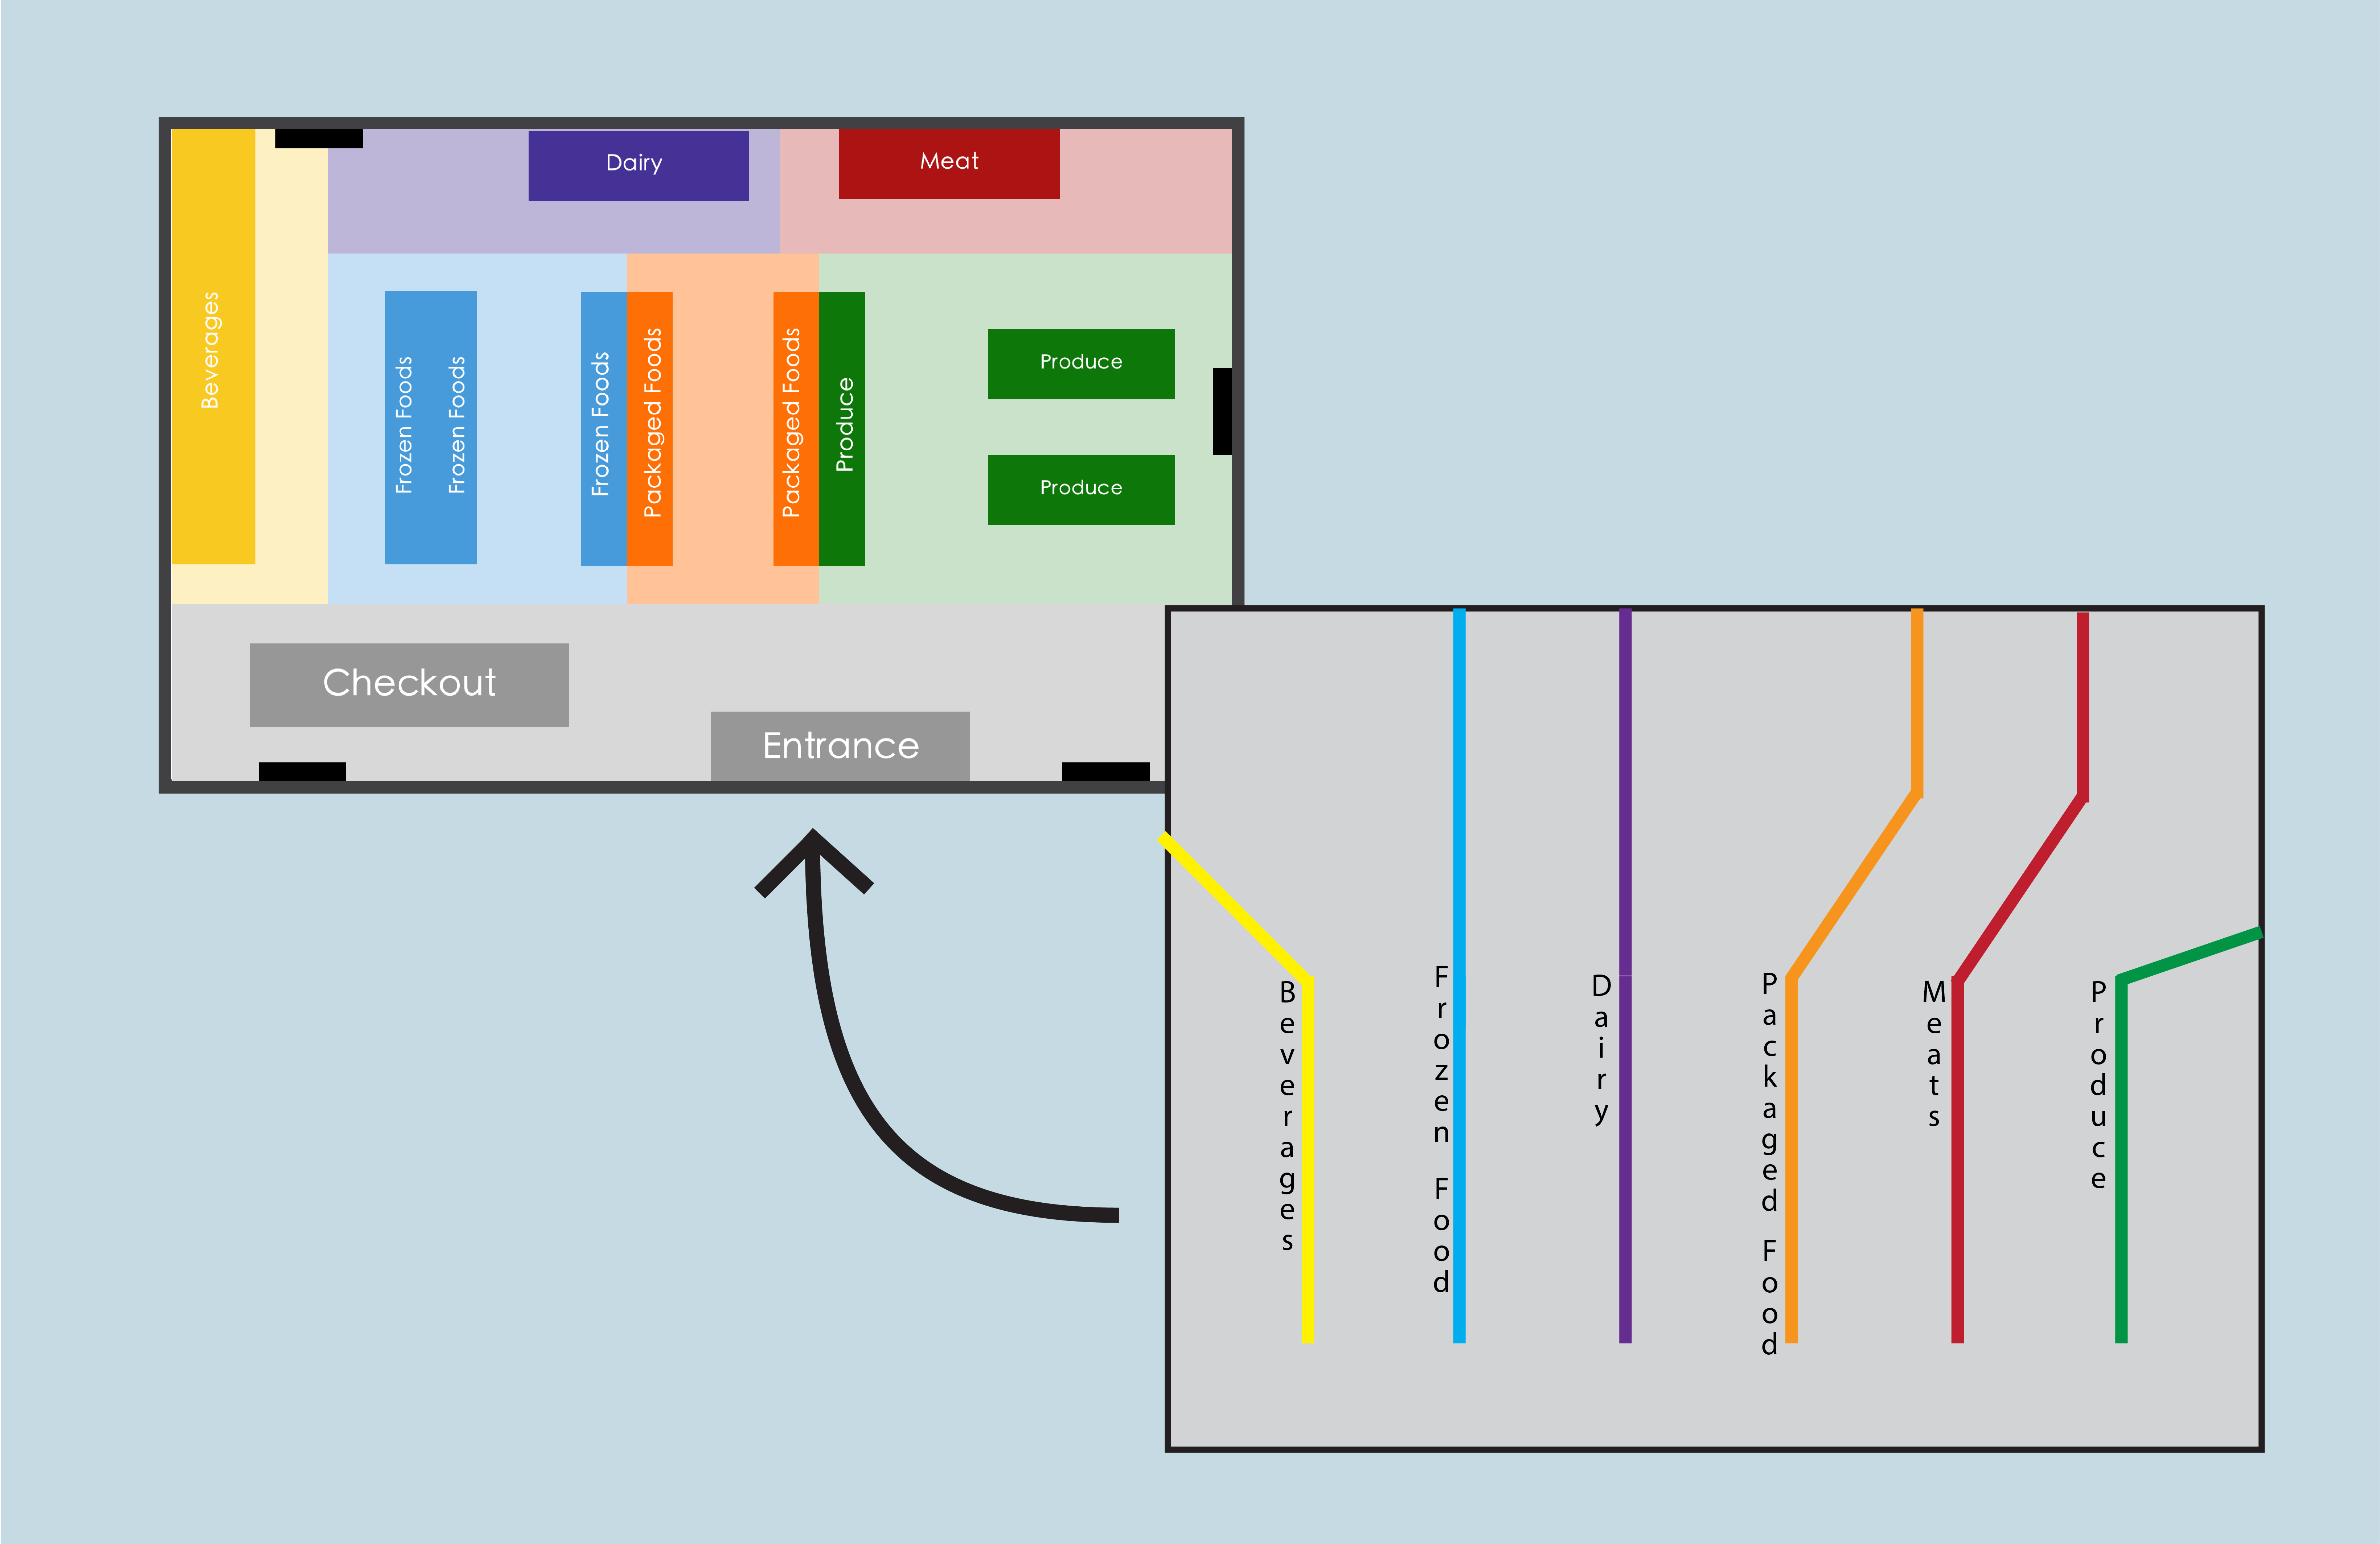 Dairy
Meat
Beverages
Frozen Foods
Frozen Foods
Frozen Foods
Packaged Foods
Packaged Foods
Produce
Produce
Produce
Checkout
Entrance
Beverages
Frozen Food
Dairy
Packaged Food
Meats
Produce